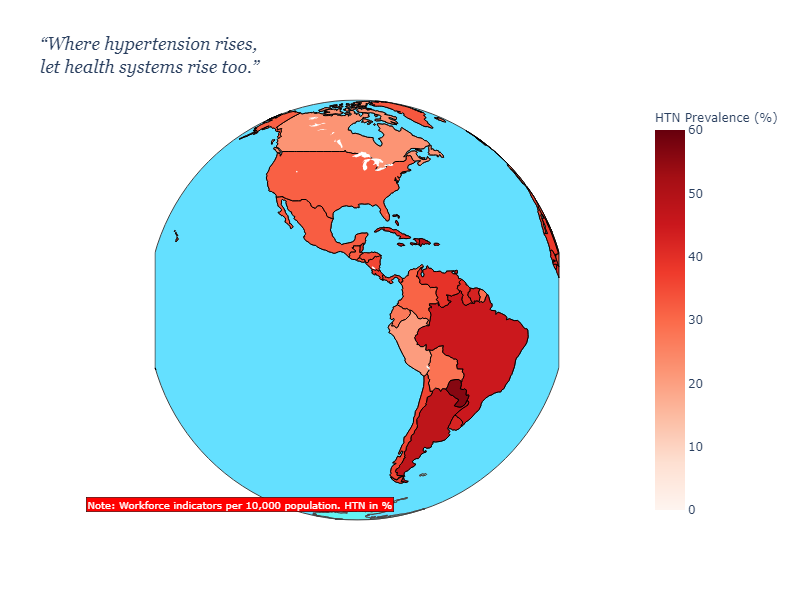 “Where hypertension rises,
let health systems rise too.”
HTN Prevalence (%)
60
50
40
30
20
10
0
Note: Workforce indicators per 10,000 population. HTN in %